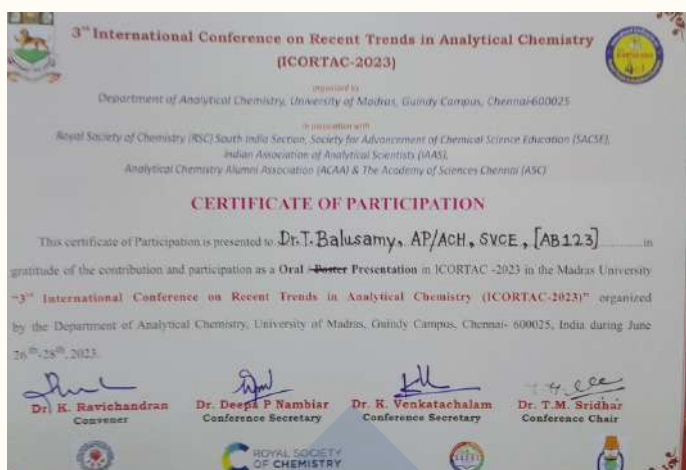 3rd International Conference on Recent Trends in Analytical Chemistry
(ICORTAC-2023)
organized by
Department of Analytical Chemistry, University of Madras, Guindy Campus, Chennai-600025
in association with
Royal Society of Chemistry (RSC) South India Section, Society for Advancement of Chemical Science Education (SACSE),
Indian Association of Analytical Scientists (IAAS),
Analytical Chemistry Alumni Association (ACAA) & The Academy of Sciences Chennai (ASC)
CERTIFICATE OF PARTICIPATION
This certificate of Participation is presented to Dr.T. Balusamy, AP/ACH, SVCE, [AB123] in
gratitude of the contribution and participation as a Oral / Poster Presentation in ICORTAC -2023 in the Madras University
“3rd International Conference on Recent Trends in Analytical Chemistry (ICORTAC-2023)” organized
by the Department of Analytical Chemistry, University of Madras, Guindy Campus, Chennai- 600025, India during June
26th-28th, 2023.
Dr. K. Ravichandran Dr. Deepa P Nambiar Dr. K. Venkatachalam Dr. T.M. Sridhar
Convener Conference Secretary Conference Secretary Conference Chair
ROYAL SOCIETY
OF CHEMISTRY